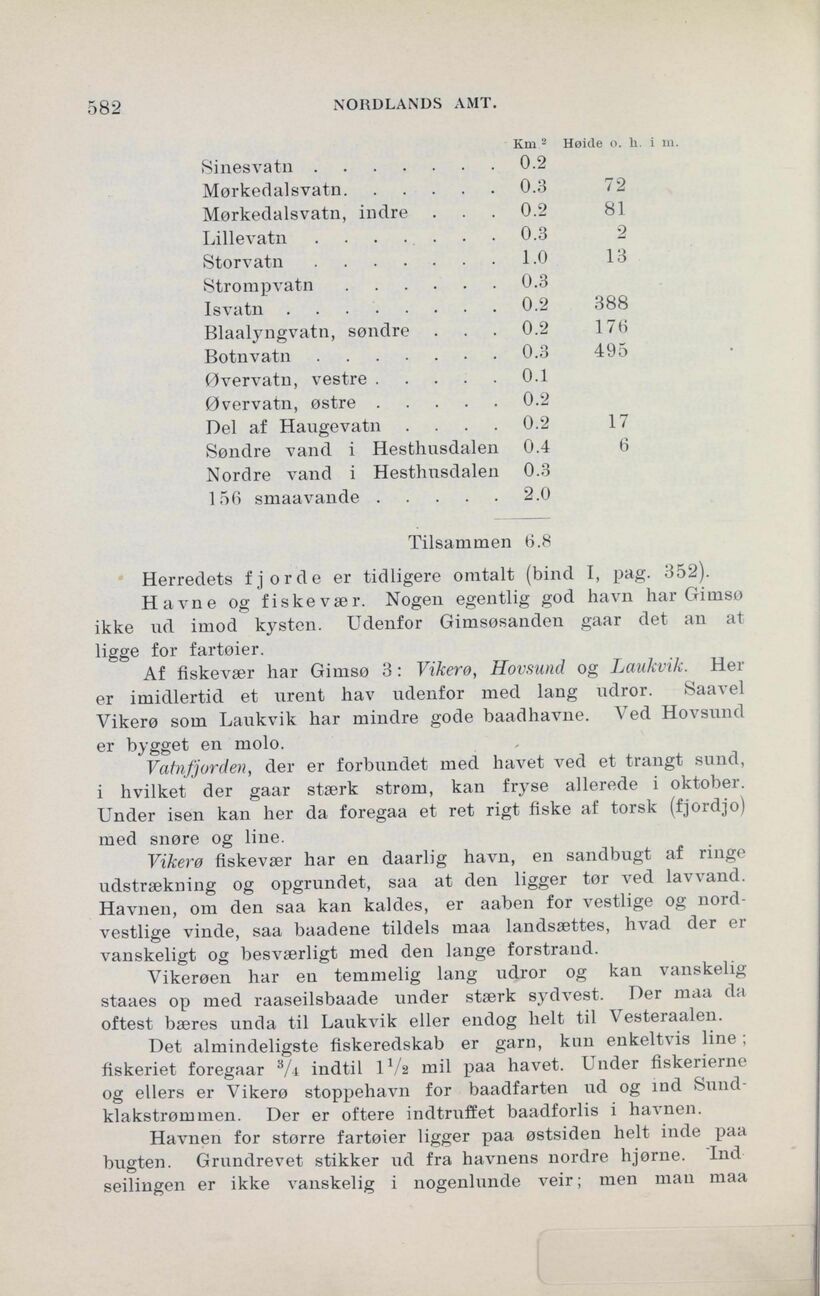 582
NORDLANDS AMT.
Km ² Høide o. h. i m.
Sinesvatn . . . . . . . 0.2
Mørkedalsvatn. . . . . . 0.3 72
Mørkedalsvatn, indre . . . 0.2 81
Lillevatn . . . . . . . 0.3 2
Storvatn . . . . . . . 1.0 13
Strompvatn . . . . . . 0.3
Isvatn . . . . . . . . 0.2 388
Blaalyngvatn, søndre . . . 0.2 176
Botnvatn . . . . . . . 0.3 495
Øvervatn, vestre . . . . . 0.1
Øvervatn, østre . . . . . 0.2
Del af Haugevatn . . . . 0.2 17
Søndre vand i Hesthusdalen 0.4 6
Nordre vand i Hesthusdalen 0.3
156 smaavande . . . . . 2.0
Tilsammen 6.8
Herredets fjorde er tidligere omtalt (bind I, pag. 352).
Havne og fiskevær. Nogen egentlig god havn har Gimsø
ikke ud imod kysten. Udenfor Gimsøsanden gaar det an at
ligge for fartøier.
Af fiskevær har Gimsø 3: Vikerø, Hovsund og Laukvik. Her
er imidlertid et urent hav udenfor med lang udror. Saavel
Vikerø som Laukvik har mindre gode baadhavne. Ved Hovsund
er bygget en molo.
Vatnfjorden, der er forbundet med havet ved et trangt sund,
i hvilket der gaar stærk strøm, kan fryse allerede i oktober.
Under isen kan her da foregaa et ret rigt fiske af torsk (fjordjo)
med snøre og line.
Vikerø fiskevær har en daarlig havn, en sandbugt af ringe
udstrækning og opgrundet, saa at den ligger tør ved lavvand.
Havnen, om den saa kan kaldes, er aaben for vestlige og nord-
vestlige vinde, saa baadene tildels maa landsættes, hvad der er
vanskeligt og besværligt med den lange forstrand.
Vikerøen har en temmelig lang udror og kan vanskelig
staaes op med raaseilsbaade under stærk sydvest. Der maa da
oftest bæres unda til Laukvik eller endog helt til Vesteraalen.
Det almindeligste fiskeredskab er garn, kun enkeltvis line;
fiskeriet foregaar ³/₄ indtil 1¹/₂ mil paa havet. Under fiskerierne
og ellers er Vikerø stoppehavn for baadfarten ud og ind Sund-
klakstrømmen. Der er oftere indtruffet baadforlis i havnen.
Havnen for større fartøier ligger paa østsiden helt inde paa
bugten. Grundrevet stikker ud fra havnens nordre hjørne. Ind
seilingen er ikke vanskelig i nogenlunde veir; men man maa